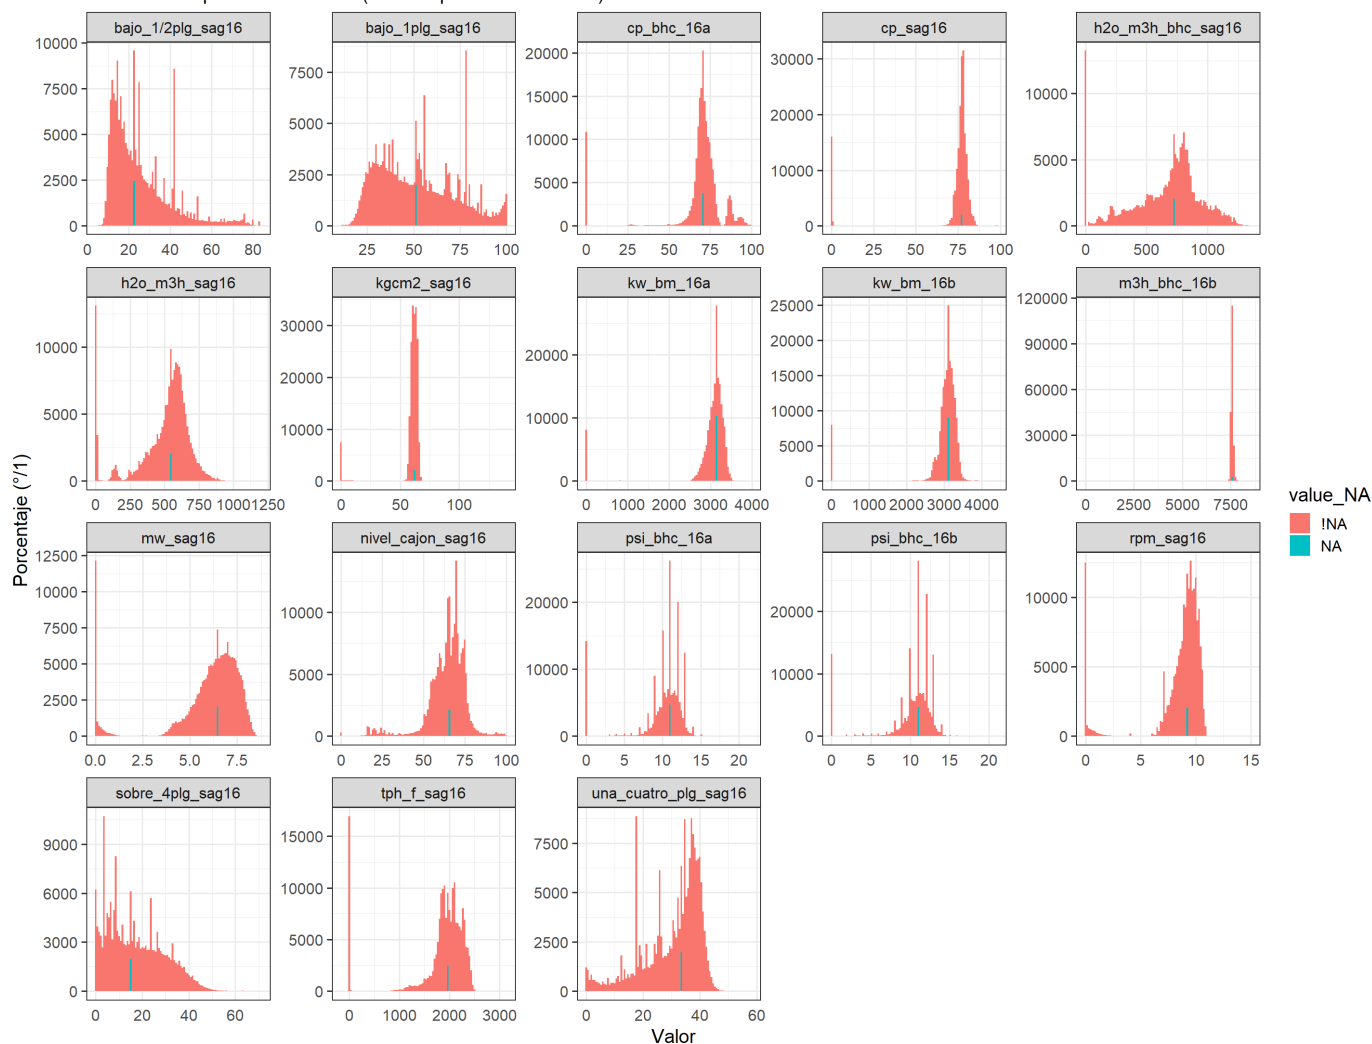 bajo_1/2plg_sag16 bajo_1plg_sag16 cp_bhc_16a cp_sag16 h2o_m3h_bhc_sag16
10000 7500 5000 2500 0
0 20 40 60 80
7500 5000 2500 0
25 50 75 100
20000 15000 10000 5000 0
0 25 50 75 100
30000 20000 10000 0
0 25 50 75 100
10000 5000 0
0 500 1000
h2o_m3h_sag16 kgcm2_sag16 kw_bm_16a kw_bm_16b m3h_bhc_16b
10000 5000 0
0 250 500 750 1000 1250
30000 20000 10000 0
0 50 100
20000 10000 0
0 1000 2000 3000 4000
25000 20000 15000 10000 5000 0
0 1000 2000 3000 4000
120000 90000 60000 30000 0
0 2500 5000 7500
mw_sag16 nivel_cajon_sag16 psi_bhc_16a psi_bhc_16b rpm_sag16
12500 10000 7500 5000 2500 0
0.0 2.5 5.0 7.5
10000 5000 0
0 25 50 75 100
20000 10000 0
0 5 10 15 20
20000 10000 0
0 5 10 15 20
10000 5000 0
0 5 10 15
sobre_4plg_sag16 tph_f_sag16 una_cuatro_plg_sag16
9000 6000 3000 0
0 20 40 60
15000 10000 5000 0
0 1000 2000 3000
7500 5000 2500 0
0 20 40 60
Porcentaje (°/1)
Valor
value_NA
!NA
NA